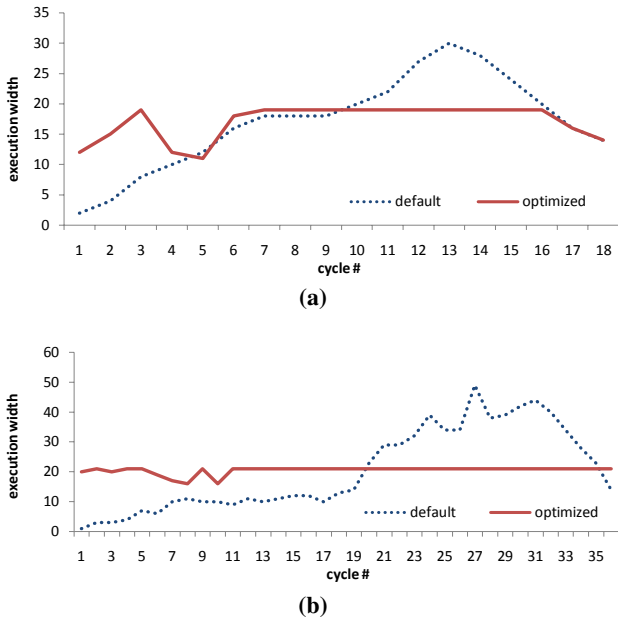 35
30
25
20
15
10
5
0
execution width
default
optimized
1 2 3 4 5 6 7 8 9 10 11 12 13 14 15 16 17 18
cycle #
(a)
60
50
40
30
20
10
0
execution width
default
optimized
1 3 5 7 9 11 13 15 17 19 21 23 25 27 29 31 33 35
cycle #
(b)